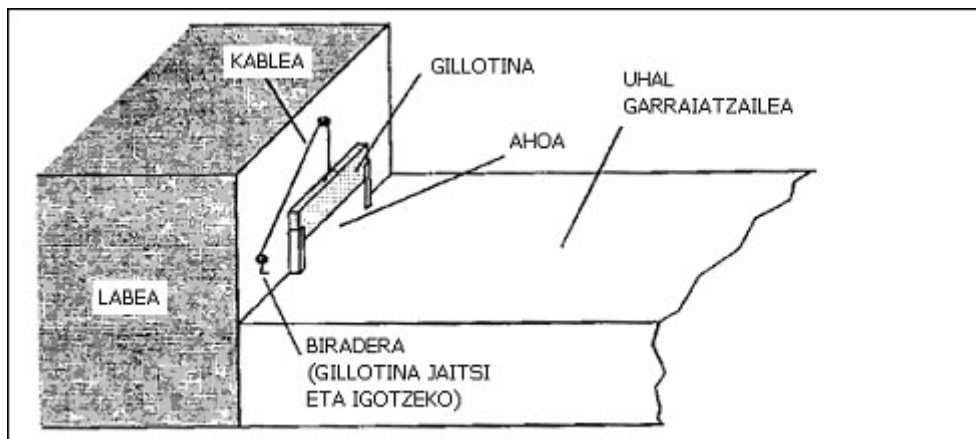 KABLEA
GILLOTINA
UHAL
GARRAIATZAILEA
AHOA
LABEA
BIRADERA
(GILLOTINA JAITSI
ETA IGOTZEKO)